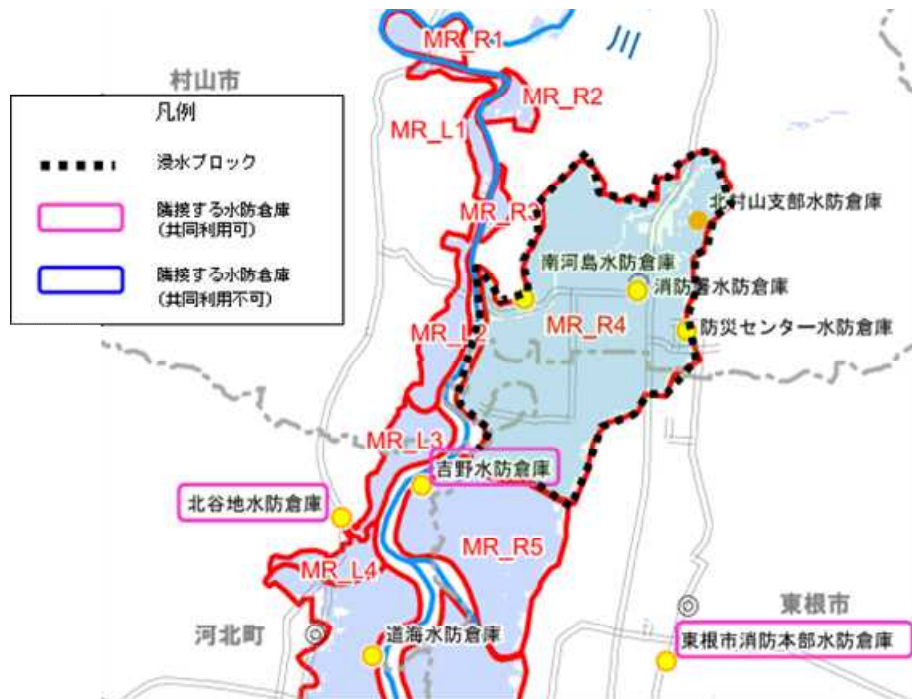 MR_R1
川
村山市
MR_R2
凡例
MR_L1
浸水ブロック
隣接する水防倉庫
(共同利用可)
MR_R3
北村山支部水防倉庫
隣接する水防倉庫
(共同利用不可)
南河島水防倉庫
消防署水防倉庫
MR_L2
MR_R4
防災センター水防倉庫
MR_L3
吉野水防倉庫
北谷地水防倉庫
MR_R5
MR_L4
東根市
河北町
道海水防倉庫
東根市消防本部水防倉庫